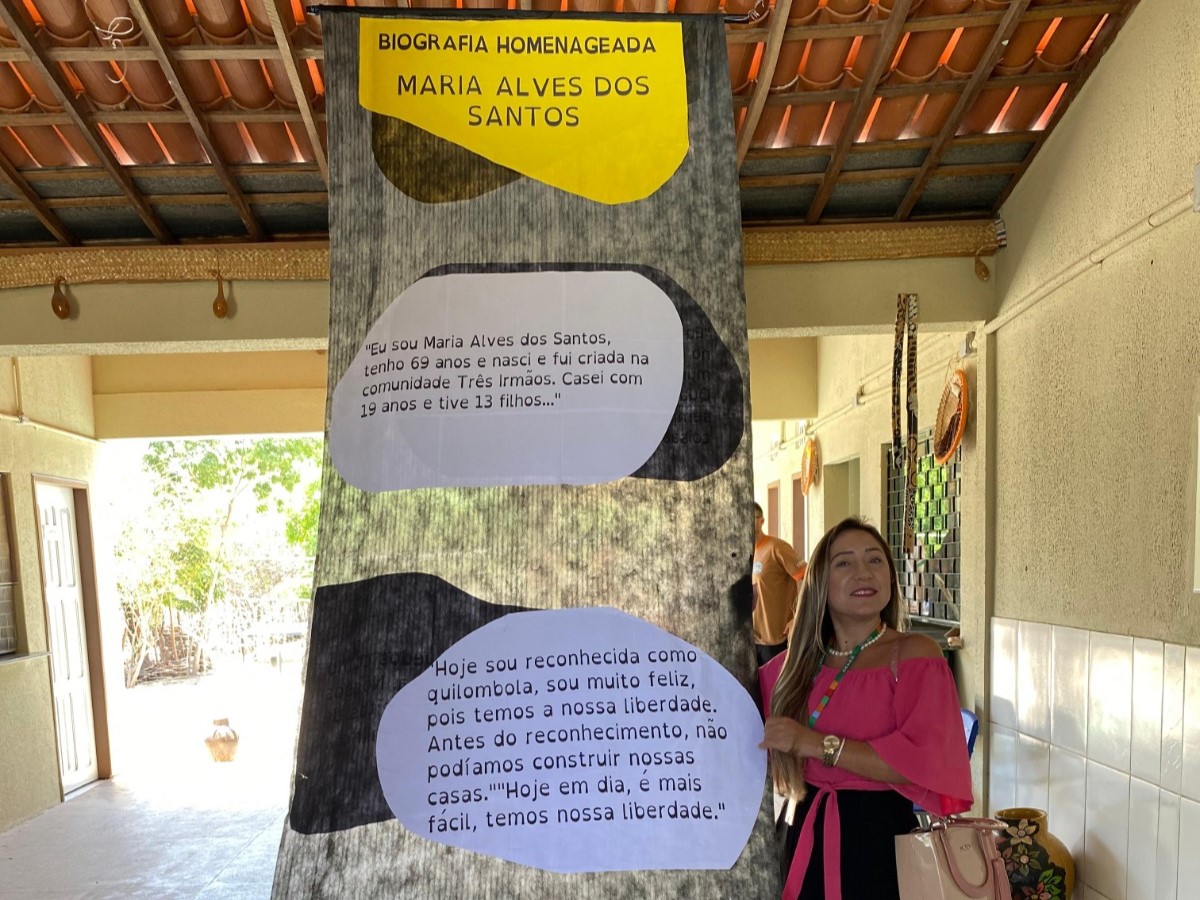 BIOGRAFIA HOMENAGEADA
MARIA ALVES DOS
SANTOS
"Eu sou Maria Alves dos Santos,
tenho 69 anos e nasci e fui criada na
comunidade Três Irmãos. Casei com
19 anos e tive 13 filhos..."
"Hoje sou reconhecida como
quilombola, sou muito feliz,
pois temos a nossa liberdade.
Antes do reconhecimento, não
podíamos construir nossas
casas.""Hoje em dia, é mais
fácil, temos nossa liberdade."